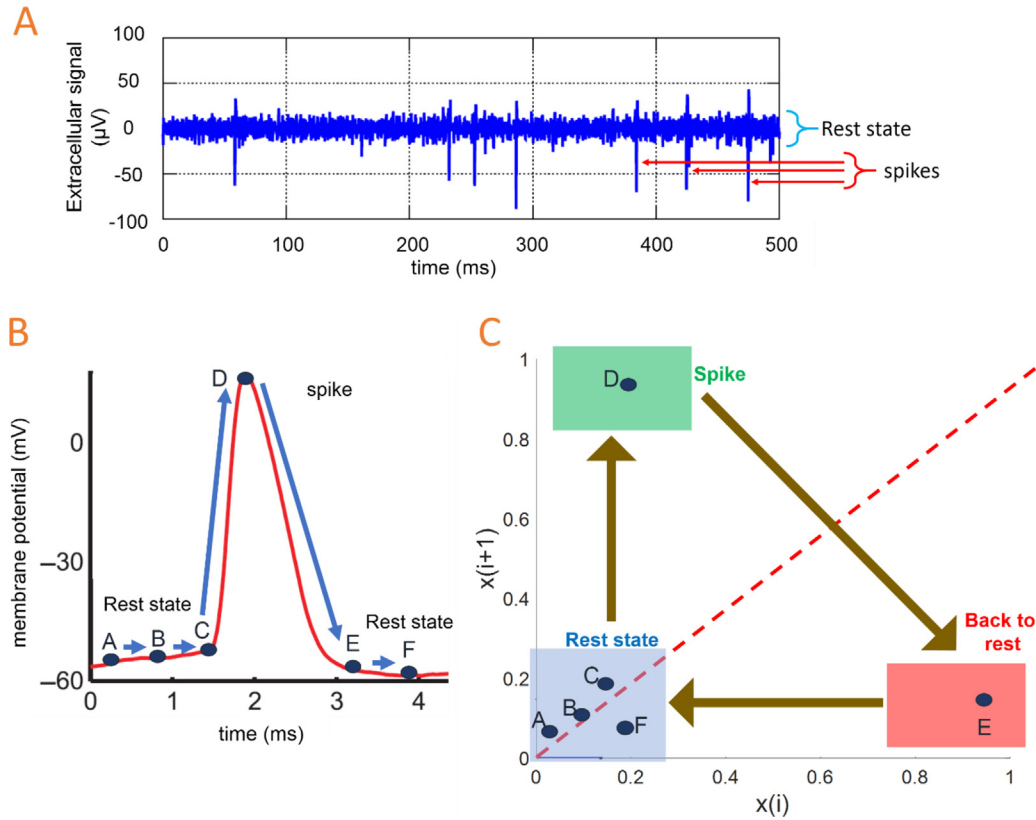 A
Extracellular signal
(µV)
100
50
0
-50
-100
0
100
200
300
400
500
time (ms)
Rest state
spikes
B
membrane potential (mV)
0
–30
–60
D
spike
Rest state
A
B
C
Rest state
E
F
0
1
2
3
4
time (ms)
C
x(i+1)
1
0.8
0.6
0.4
0.2
0
D
Spike
Rest state
C
B
A
F
Back to
rest
E
0
0.2
0.4
0.6
0.8
1
x(i)